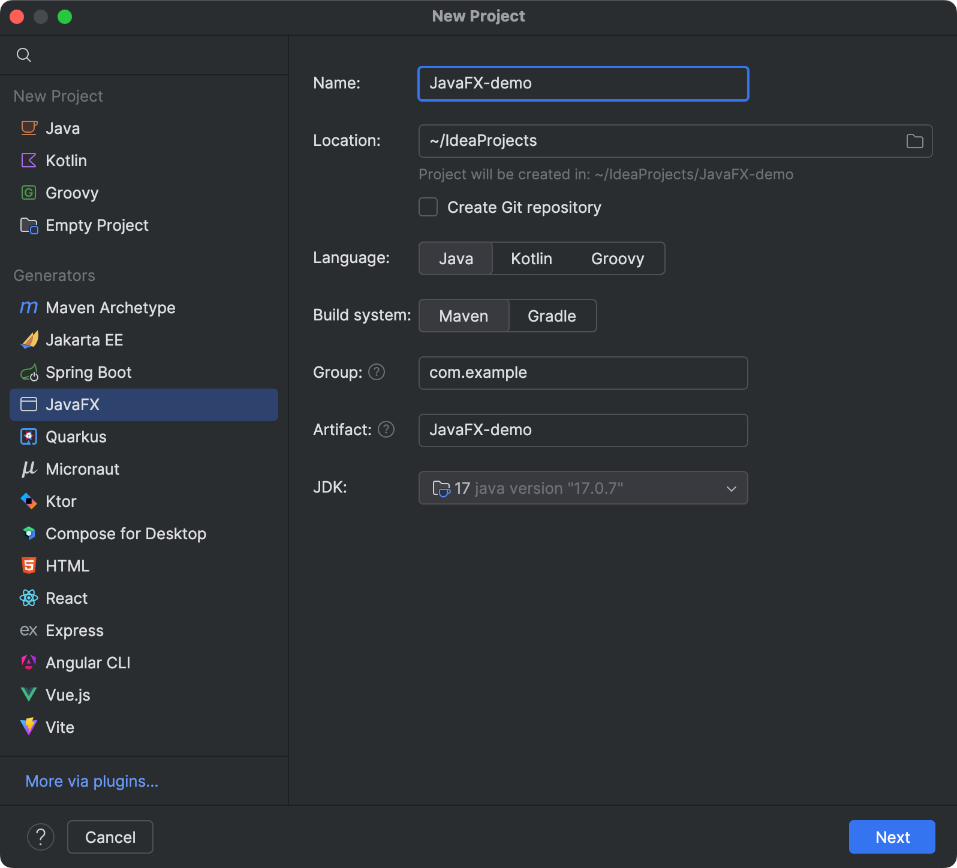 New Project
New Project
Java
Kotlin
Groovy
Empty Project
Generators
Maven Archetype
Jakarta EE
Spring Boot
JavaFX
Quarkus
Micronaut
Ktor
Compose for Desktop
HTML
React
Express
Angular CLI
Vue.js
Vite
More via plugins...
Name: JavaFX-demo
Location: ~/IdeaProjects
Project will be created in: ~/IdeaProjects/JavaFX-demo
Create Git repository
Language: Java Kotlin Groovy
Build system: Maven Gradle
Group: ? com.example
Artifact: ? JavaFX-demo
JDK: 17 java version "17.0.7"
? Cancel Next